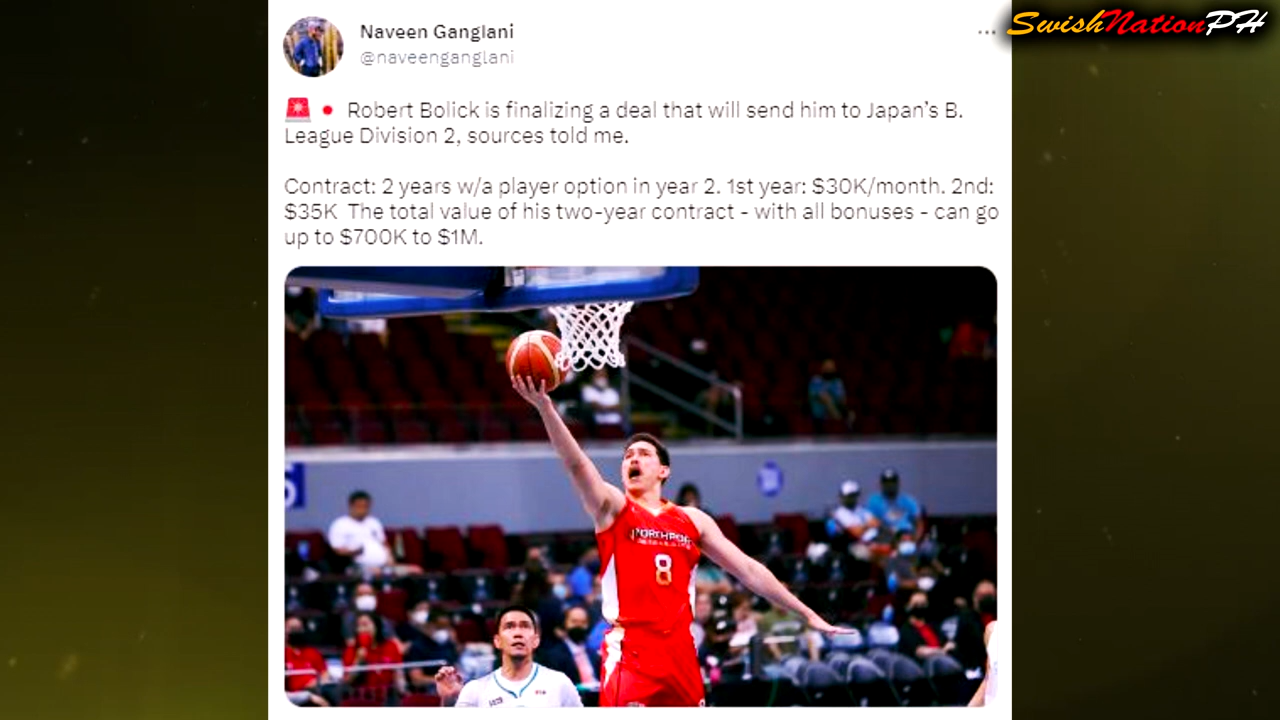 SwishNationPH
Naveen Ganglani
@naveenganglani
Robert Bolick is finalizing a deal that will send him to Japan’s B.
League Division 2, sources told me.
Contract: 2 years w/a player option in year 2. 1st year: $30K/month. 2nd:
$35K The total value of his two-year contract - with all bonuses - can go
up to $700K to $1M.
NORTHPORT
8